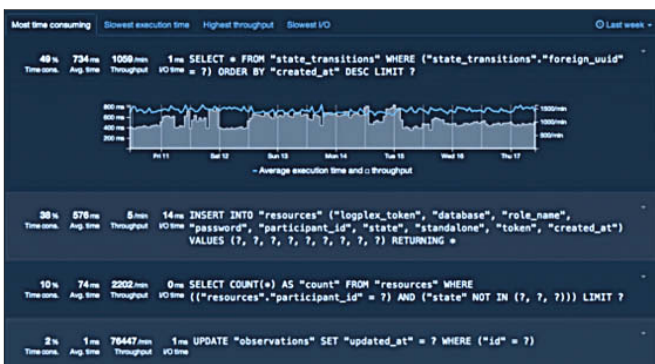 Most time consuming Slowest execution time Highest throughput Slowest I/O Last week
49% 734ms 1059/min 1ms SELECT * FROM "state_transitions" WHERE ("state_transitions"."foreign_uuid"
Time cons. Avg. time Throughput I/O time = ?) ORDER BY "created_at" DESC LIMIT ?
800 ms 1500/min
600 ms
400 ms 1000/min
200 ms 500/min
Fri 11 Sat 12 Sun 13 Mon 14 Tue 15 Wed 16 Thu 17
Average execution time and throughput
38% 576ms 5/min 14ms INSERT INTO "resources" ("logplex_token", "database", "role_name",
Time cons. Avg. time Throughput I/O time "password", "participant_id", "state", "standalone", "token", "created_at")
VALUES (?, ?, ?, ?, ?, ?, ?, ?, ?) RETURNING *
10% 74ms 2202/min 0ms SELECT COUNT(*) AS "count" FROM "resources" WHERE
Time cons. Avg. time Throughput I/O time (("resources"."participant_id" = ?) AND ("state" NOT IN (?, ?, ?))) LIMIT ?
2% 1ms 76447/min 1ms UPDATE "observations" SET "updated_at" = ? WHERE ("id" = ?)
Time cons. Avg. time Throughput I/O time